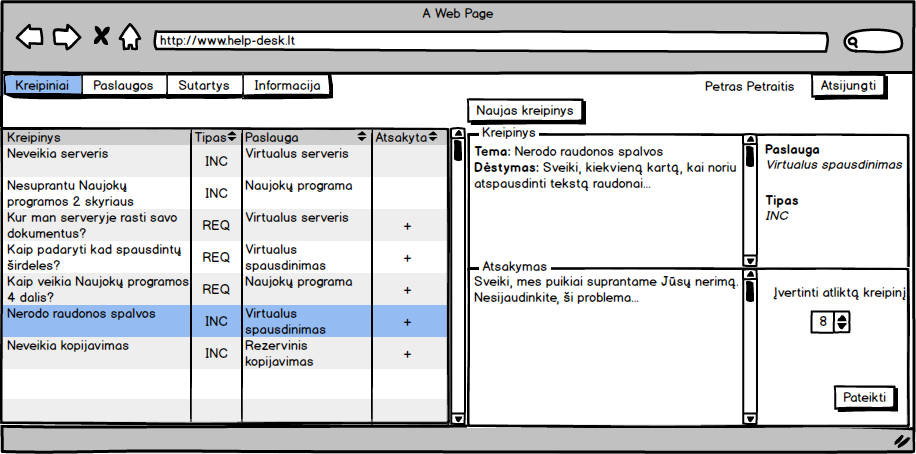 A Web Page
http://www.help-desk.lt
Kreipiniai Paslaugos Sutartys Informacija
Petras Petraitis Atsijungti
Naujas kreipinys
Kreipinys Tipas Paslauga Atsakyta
Neveikia serveris INC Virtualus serveris
Nesuprantu Naujokų
programos 2 skyriaus INC Naujokų programa
Kur man serveryje rasti savo
dokumentus? REQ Virtualus serveris +
Kaip padaryti kad spausdintų
širdeles? REQ Virtualus
spausdinimas +
Kaip veikia Naujokų programos
4 dalis? REQ Naujokų programa +
Nerodo raudonos spalvos INC Virtualus
spausdinimas +
Neveikia kopijavimas INC Rezervinis
kopijavimas +
Kreipinys
Tema: Nerodo raudonos spalvos
Dėstymas: Sveiki, kiekvieną kartą, kai noriu
atspausdinti tekstą raudonai...
Paslauga
Virtualus spausdinimas
Tipas
INC
Atsakymas
Sveiki, mes puikiai suprantame Jūsų nerimą.
Nesijaudinkite, ši problema...
Įvertinti atliktą kreipinį
8
Pateikti